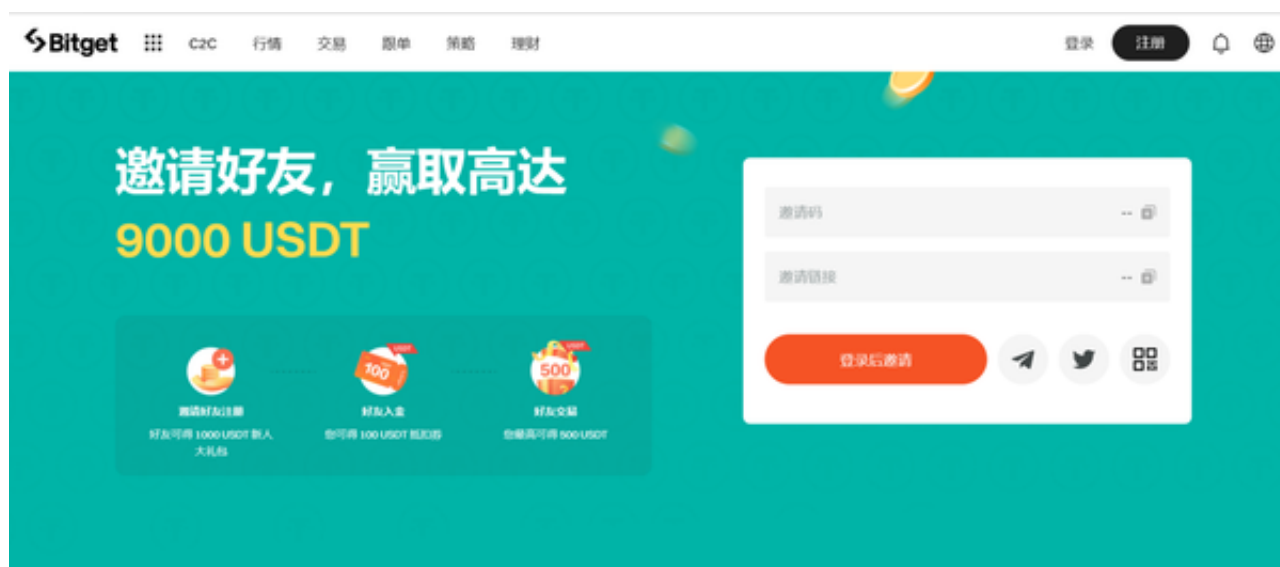 Bitget C2C 行情 交易 跟单 策略 理财 登录 注册
邀请好友，赢取高达
9000 USDT
邀请码 --
邀请链接 --
登录后邀请
USDT
100
USDT
500
邀请好友注册
好友可得 1000 USDT 新人
大礼包
好友入金
您可得 100 USDT 抵扣券
好友交易
您最高可得 500 USDT